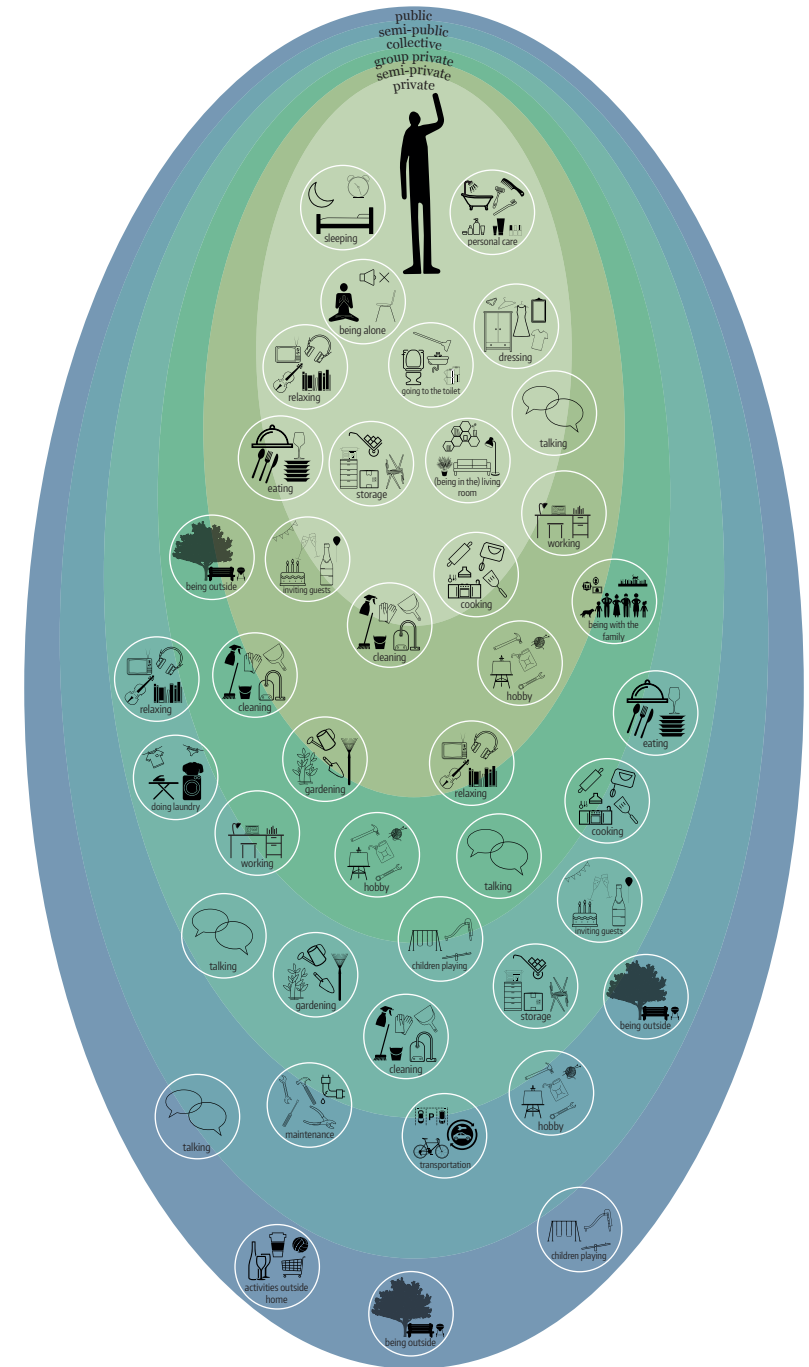 public
semi-public
collective
group private
semi-private
private
sleeping
personal care
being alone
dressing
relaxing
going to the toilet
talking
eating
storage
(being in the) living
room
working
being outside
inviting guests
cooking
being with the
family
cleaning
hobby
relaxing
cleaning
eating
gardening
relaxing
doing laundry
cooking
working
hobby
talking
inviting guests
talking
children playing
gardening
storage
being outside
cleaning
talking
maintenance
P
transportation
hobby
children playing
activities outside
home
being outside